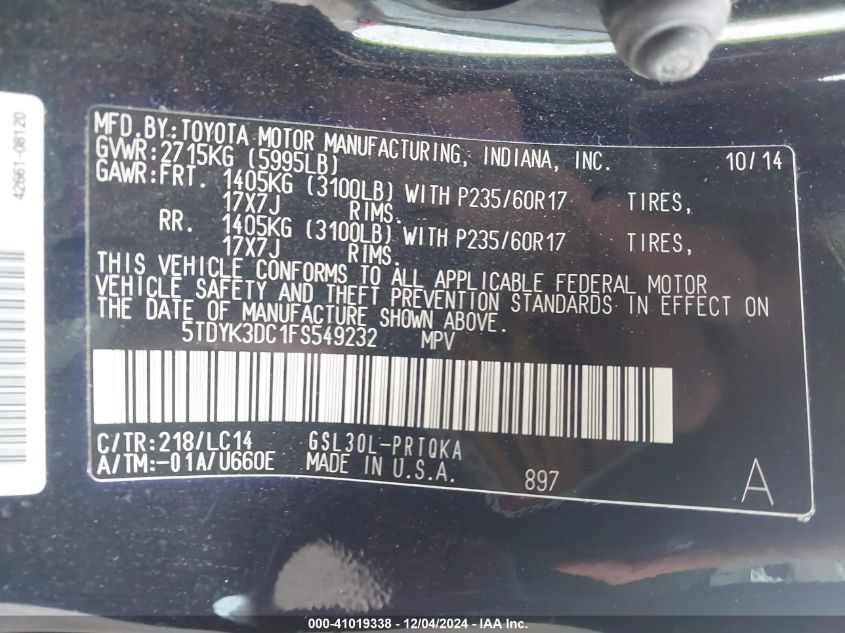 42661-08120
MFD.BY:TOYOTA MOTOR MANUFACTURING, INDIANA, INC. 10/14
GVWR:2715KG (5995LB)
GAWR:FRT. 1405KG (3100LB) WITH P235/60R17 TIRES,
17X7J RIMS.
RR. 1405KG (3100LB) WITH P235/60R17 TIRES,
17X7J RIMS.
THIS VEHICLE CONFORMS TO ALL APPLICABLE FEDERAL MOTOR
VEHICLE SAFETY AND THEFT PREVENTION STANDARDS IN EFFECT ON
THE DATE OF MANUFACTURE SHOWN ABOVE.
5TDYK3DC1FS549232 MPV
C/TR:218/LC14 GSL30L-PRTQKA
A/TM:-01A/U660E MADE IN U.S.A. 897 A
000-41019338 - 12/04/2024 - IAA Inc.